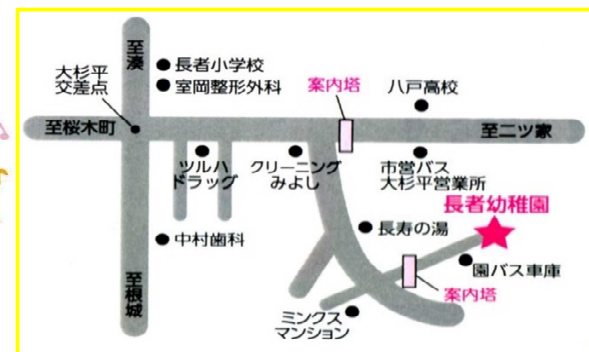 至湊
長者小学校
室岡整形外科
大杉平
交差点
案内塔
八戸高校
至桜木町
至二ツ家
ツルハ
ドラッグ
クリーニング
みよし
市営バス
大杉平営業所
長者幼稚園
中村歯科
長寿の湯
園バス車庫
至根城
案内塔
ミンクス
マンション